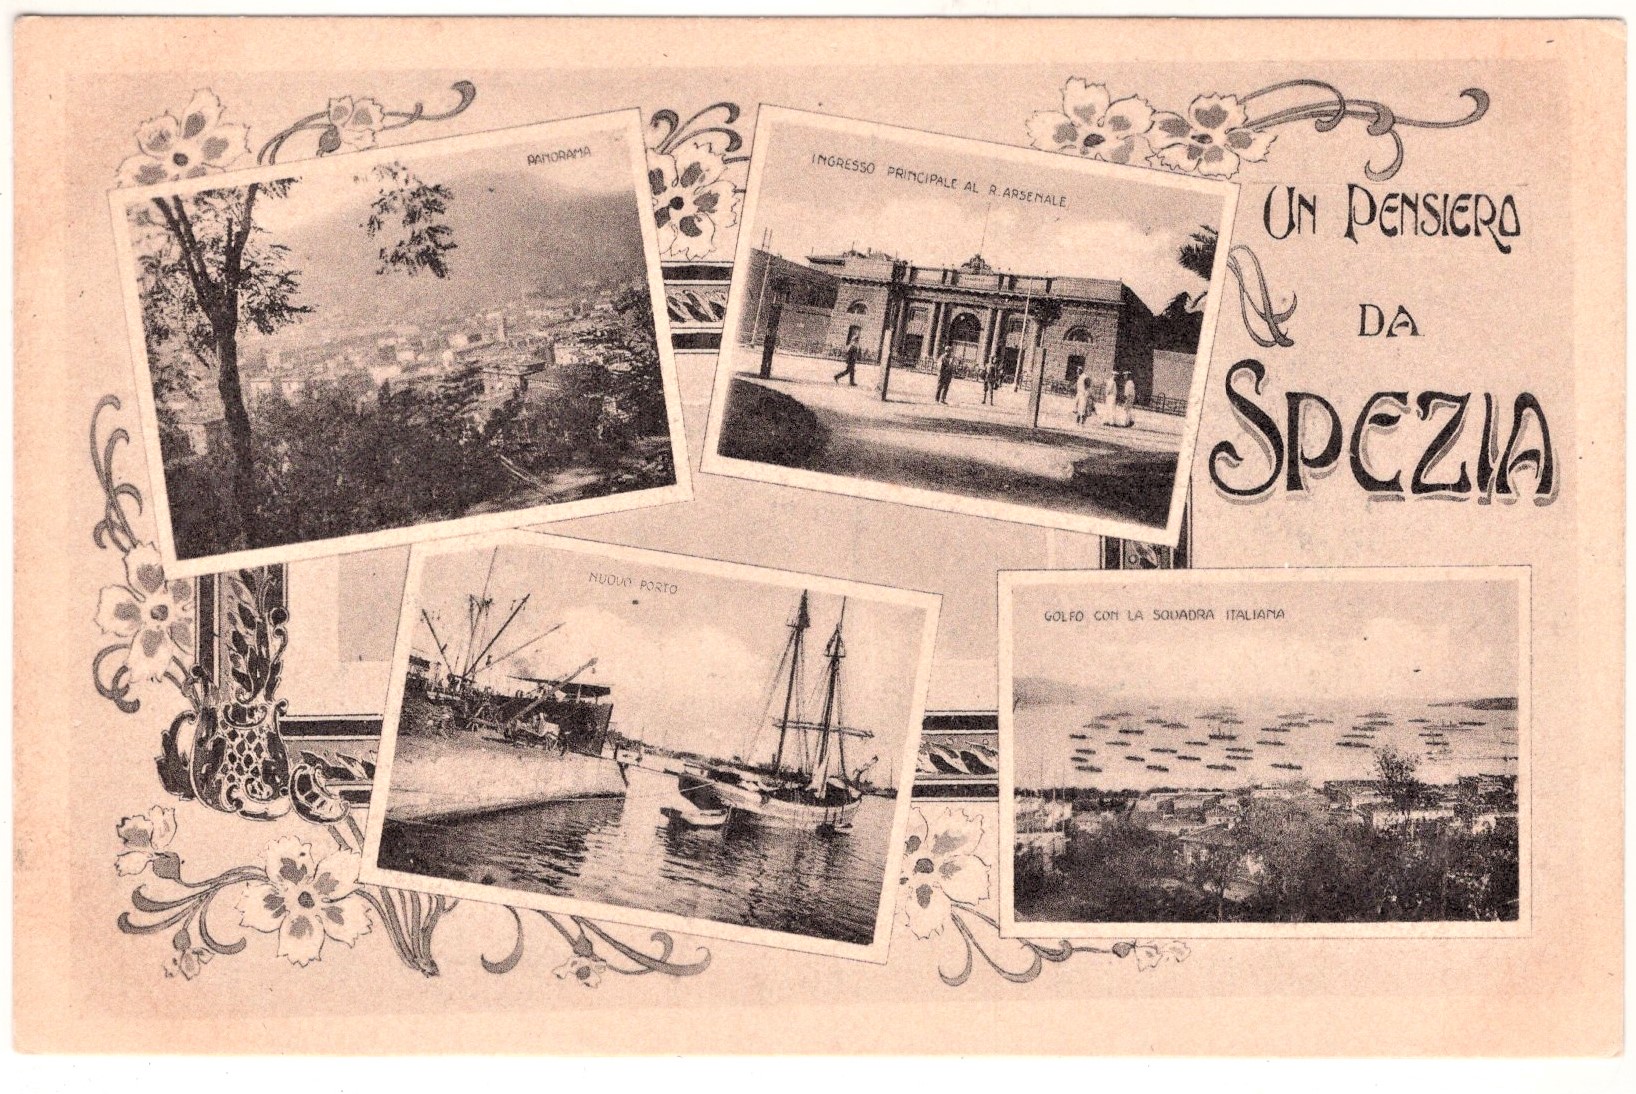 PANORAMA
INGRESSO PRINCIPALE AL R. ARSENALE
UN PENSIERO
DA
SPEZIA
NUOVO PORTO
GOLFO CON LA SQUADRA ITALIANA